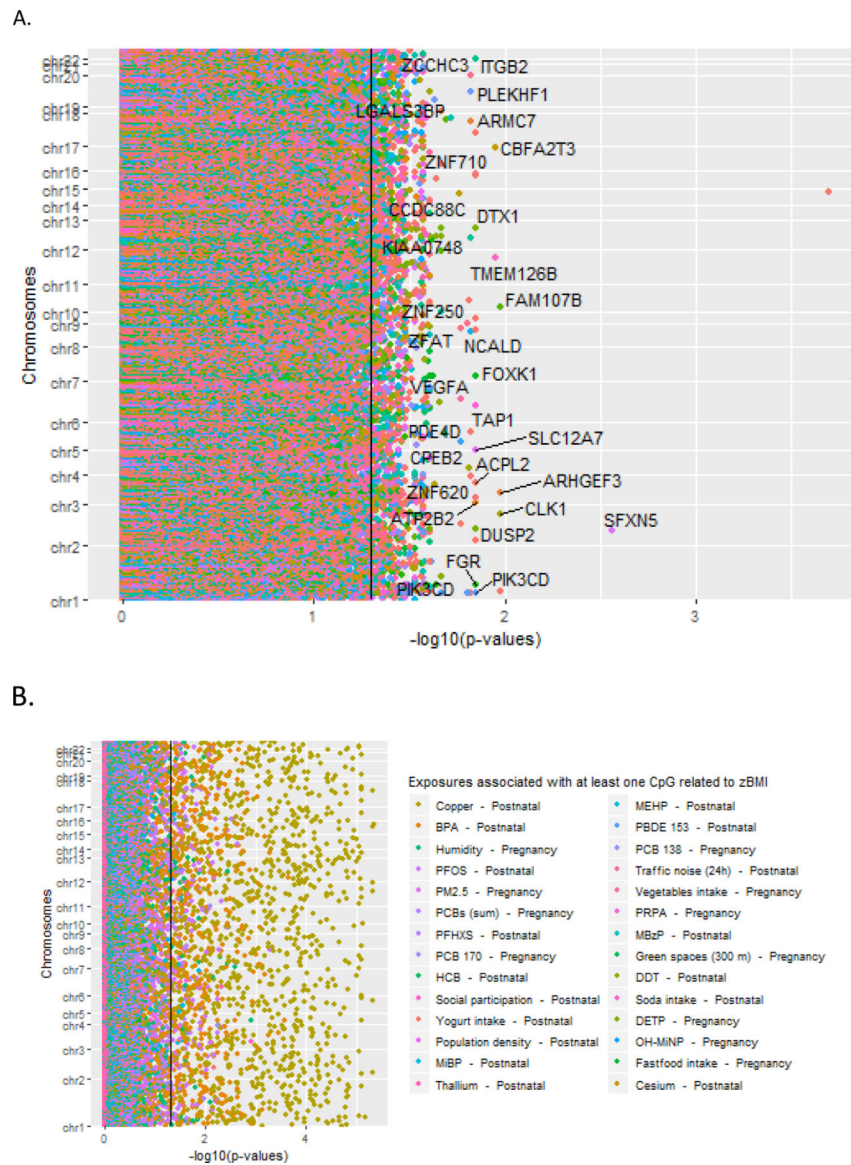 A.
Chromosomes
chr22
chr20
chr19
chr18
chr17
chr16
chr15
chr14
chr13
chr12
chr11
chr10
chr9
chr8
chr7
chr6
chr5
chr4
chr3
chr2
chr1
ZCCHC3 ITGB2
PLEKHF1
LGALS3BP
ARMC7
CBFA2T3
ZNF710
CCDC88C
DTX1
KIAA0748
TMEM126B
FAM107B
ZNF250
ZFAT NCALD
FOXK1
VEGFA
TAP1
PDE4D
SLC12A7
CPEB2
ACPL2
ARHGEF3
ZNF620
CLK1
ATP2B2
SFXN5
DUSP2
FGR
PIK3CD PIK3CD
0 1 2 3
-log10(p-values)
B.
Chromosomes
chr22
chr20
chr19
chr18
chr17
chr16
chr15
chr14
chr13
chr12
chr11
chr10
chr9
chr8
chr7
chr6
chr5
chr4
chr3
chr2
chr1
0 2 4
-log10(p-values)
Exposures associated with at least one CpG related to zBMI
Copper - Postnatal
BPA - Postnatal
Humidity - Pregnancy
PFOS - Postnatal
PM2.5 - Pregnancy
PCBs (sum) - Pregnancy
PFHXS - Postnatal
PCB 170 - Pregnancy
HCB - Postnatal
Social participation - Postnatal
Yogurt intake - Postnatal
Population density - Postnatal
MiBP - Postnatal
Thallium - Postnatal
MEHP - Postnatal
PBDE 153 - Postnatal
PCB 138 - Pregnancy
Traffic noise (24h) - Postnatal
Vegetables intake - Pregnancy
PRPA - Pregnancy
MBzP - Postnatal
Green spaces (300 m) - Pregnancy
DDT - Postnatal
Soda intake - Postnatal
DETP - Pregnancy
OH-MiNP - Pregnancy
Fastfood intake - Pregnancy
Cesium - Postnatal